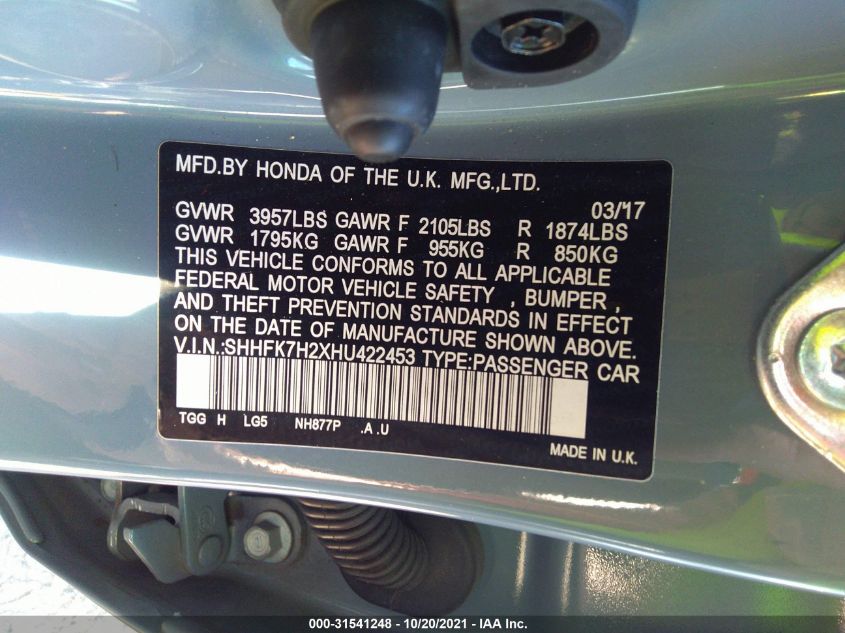 MFD.BY HONDA OF THE U.K. MFG.,LTD.
03/17
GVWR 3957LBS GAWR F 2105LBS R 1874LBS
GVWR 1795KG GAWR F 955KG R 850KG
THIS VEHICLE CONFORMS TO ALL APPLICABLE
FEDERAL MOTOR VEHICLE SAFETY , BUMPER ,
AND THEFT PREVENTION STANDARDS IN EFFECT
ON THE DATE OF MANUFACTURE SHOWN ABOVE.
V.I.N.:SHHFK7H2XHU422453 TYPE:PASSENGER CAR
TGG H LG5 NH877P .A .U
MADE IN U.K.
000-31541248 - 10/20/2021 - IAA Inc.